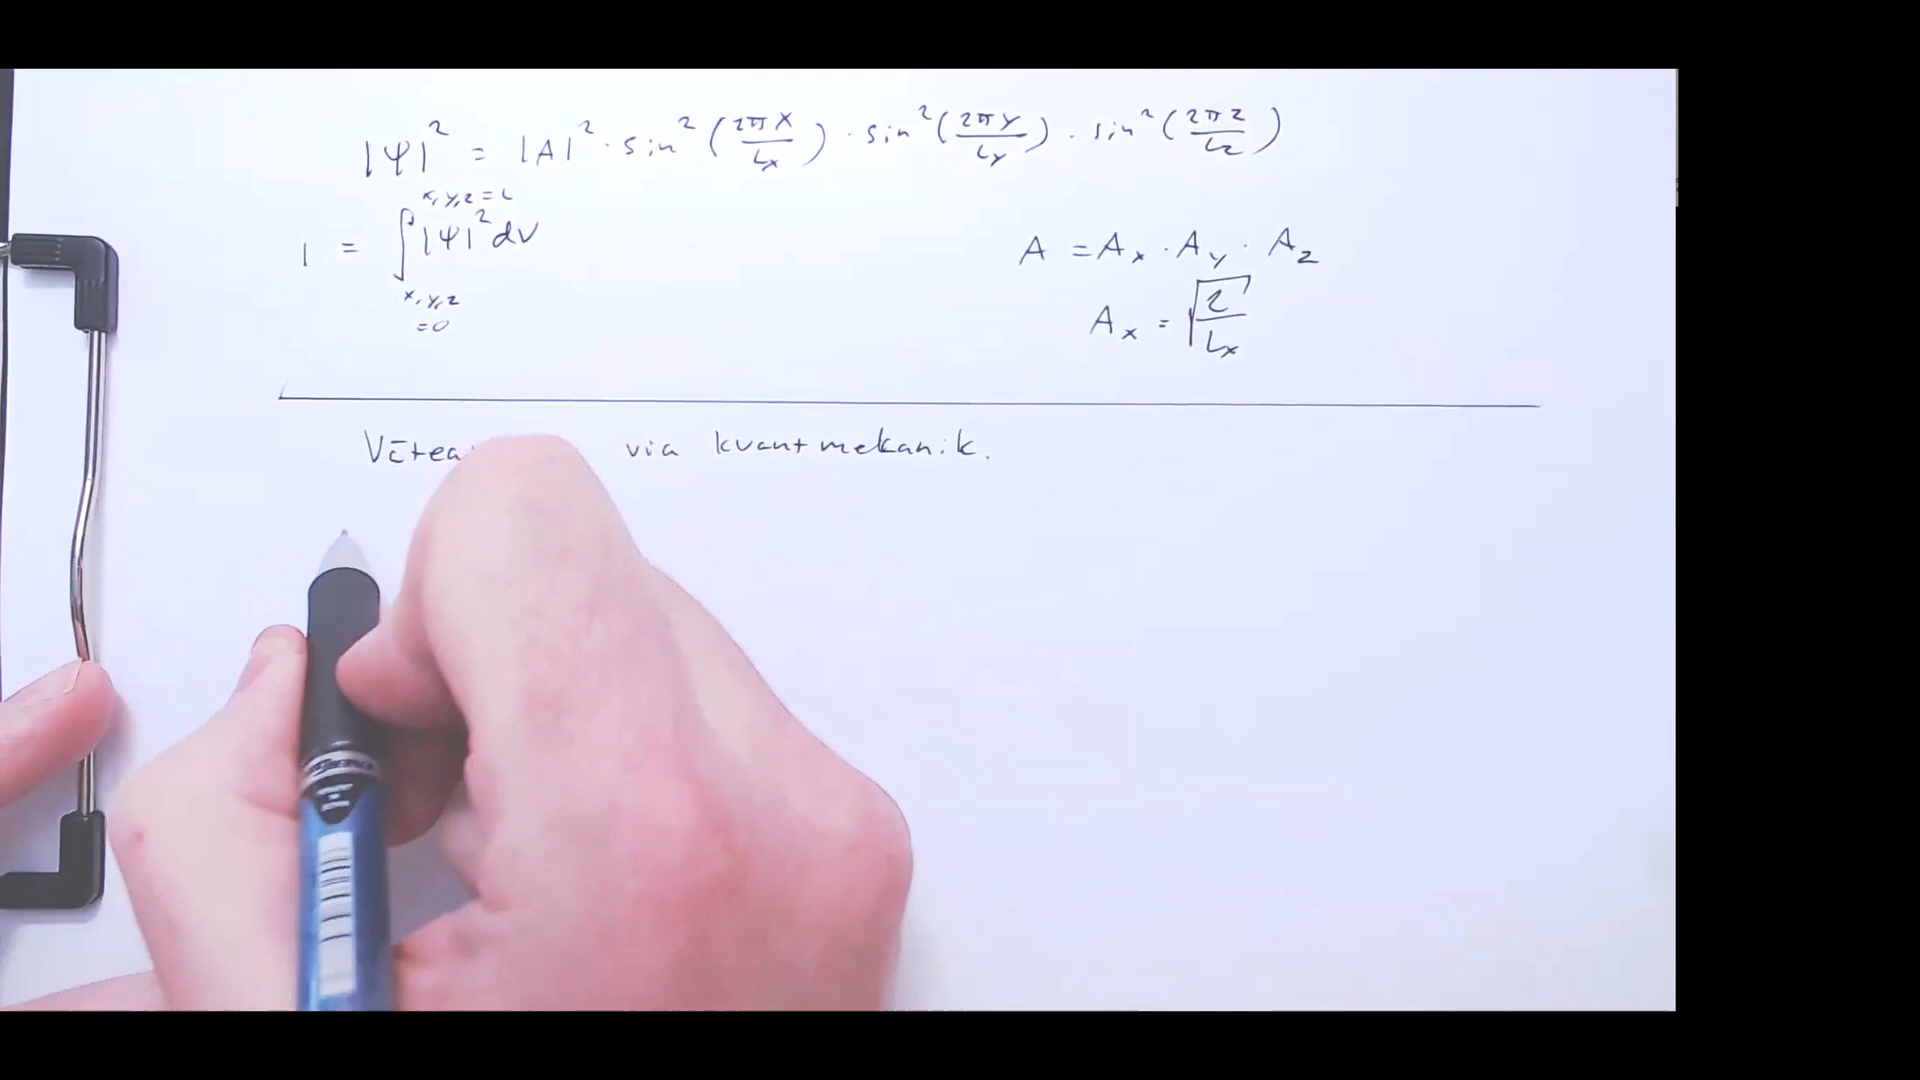 |Ψ|² = |A|² · sin²(2πx/Lx) · sin²(2πy/Ly) · sin²(2πz/Lz)
1 = ∫|Ψ|²dV
x,y,z=L
x,y,z
=0
A = Ax · Ay · Az
Ax = √(2/Lx)
via kvantmekanik.